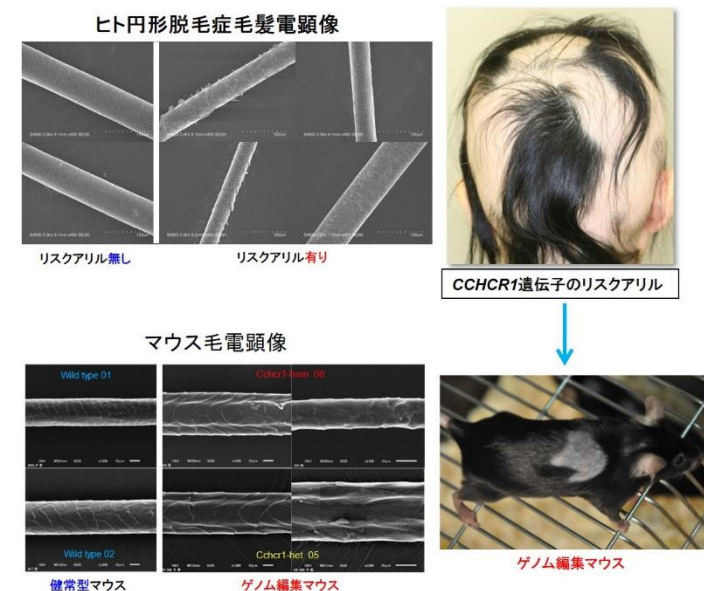 ヒト円形脱毛症毛髪電顕像
リスクアリル無し
リスクアリル有り
CCHCR1遺伝子のリスクアリル
マウス毛電顕像
Wild type 01
Cchcr1-hom 08
Wild type 02
Cchcr1-het 05
健常型マウス
ゲノム編集マウス
ゲノム編集マウス